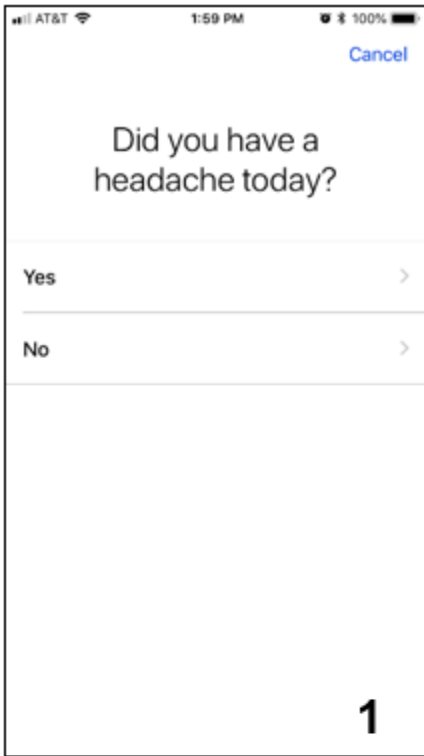 AT&T 1:59 PM 100%
Cancel
Did you have a
headache today?
Yes
No
1